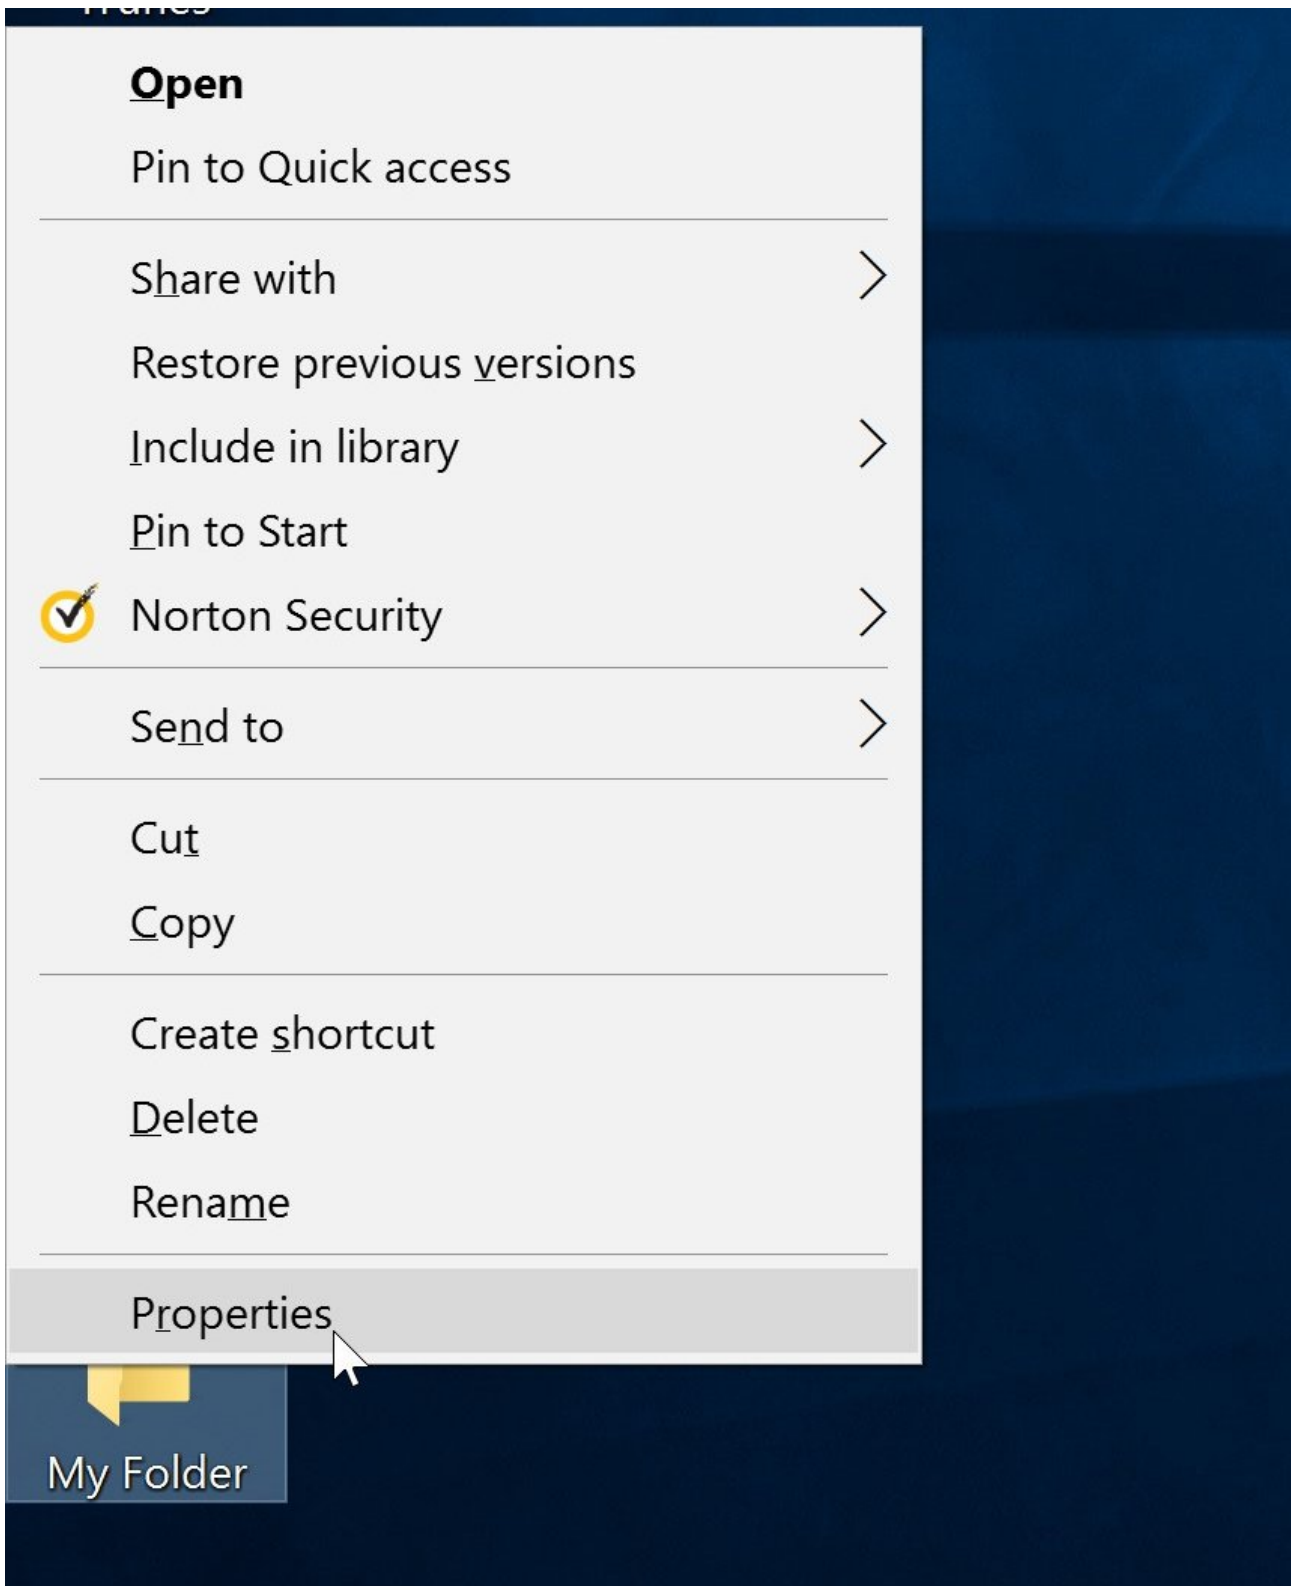 Open
Pin to Quick access
Share with
Restore previous versions
Include in library
Pin to Start
Norton Security
Send to
Cut
Copy
Create shortcut
Delete
Rename
Properties
My Folder